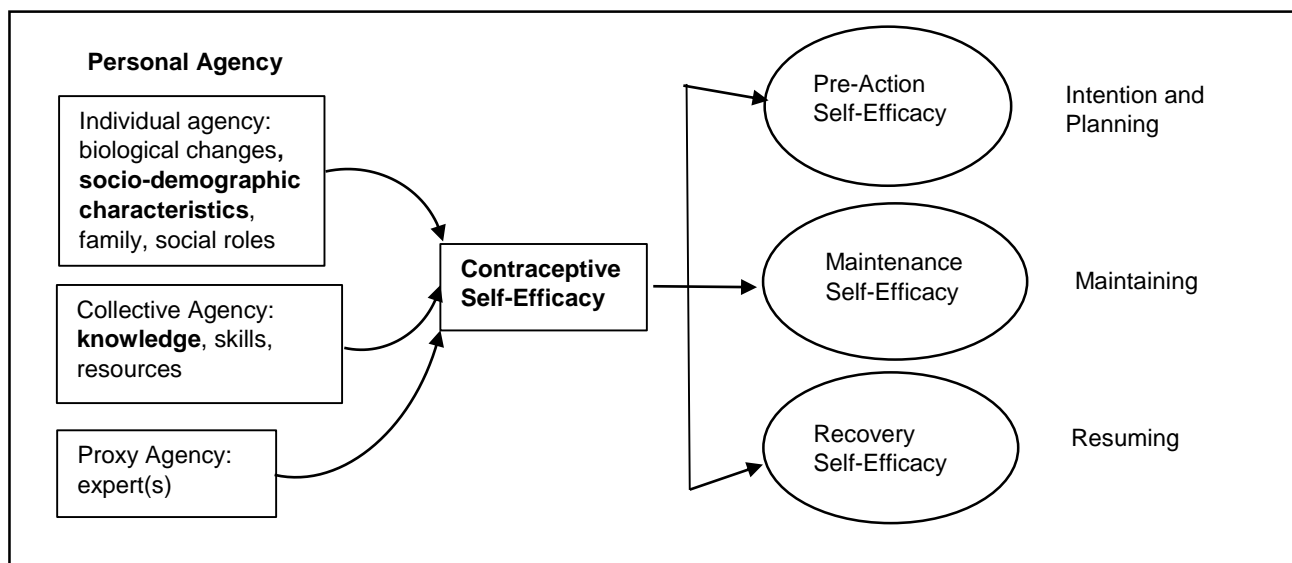 Personal Agency
Individual agency:
biological changes,
socio-demographic
characteristics,
family, social roles
Collective Agency:
knowledge, skills,
resources
Proxy Agency:
expert(s)
Contraceptive
Self-Efficacy
Pre-Action
Self-Efficacy
Intention and
Planning
Maintenance
Self-Efficacy
Maintaining
Recovery
Self-Efficacy
Resuming